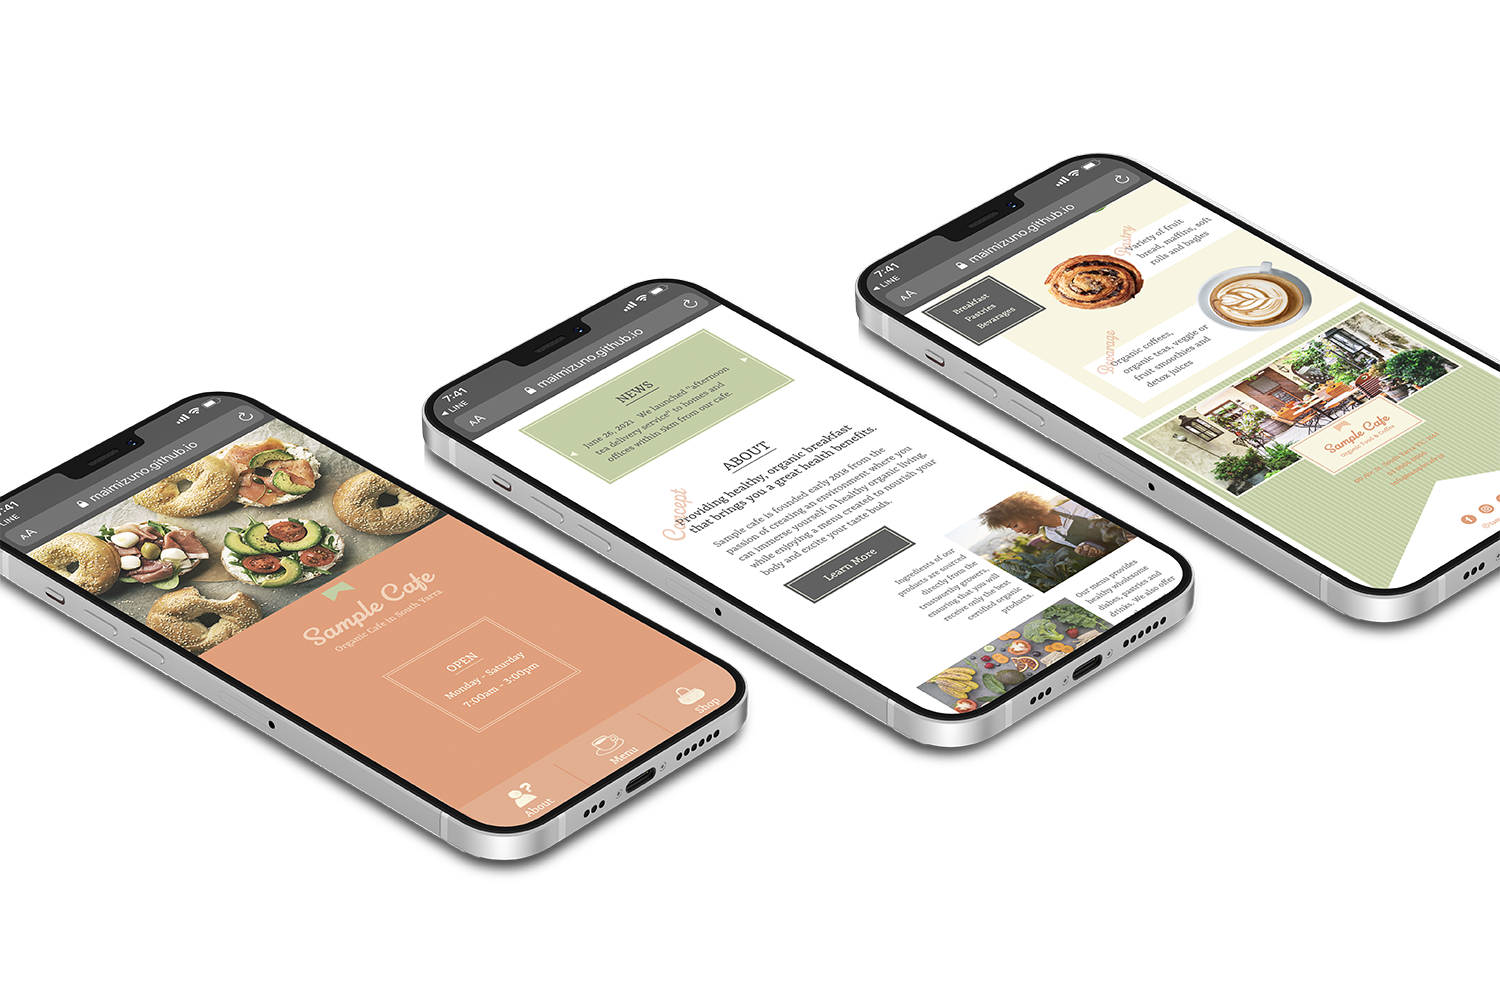 7:41
LINE
AA
maimizuno.github.io
Sample Cafe
Organic Cafe in South Yarra
OPEN
Monday - Saturday
7:00am - 3:00pm
About
Menu
Shop
7:41
LINE
AA
maimizuno.github.io
NEWS
June 26, 2021 We launched "afternoon
tea delivery service" to homes and
offices within 5km from our cafe.
ABOUT
Concept
Providing healthy, organic breakfast
that brings you a great health benefits.
Sample cafe is founded early 2018 from the
passion of creating an environment where you
can immerse yourself in healthy organic living,
while enjoying a menu created to nourish your
body and excite your taste buds.
Learn More
Ingredients of our
products are sourced
directly from the
trustworthy growers,
ensuring that you will
receive only the best
certified organic
products.
Our menu provides
healthy wholesome
dishes, pastries and
drinks. We also offer
7:41
LINE
AA
maimizuno.github.io
Breakfast
Pastries
Bevarages
Pastry
Variety of fruit
bread, maffins, soft
rolls and bagles
Bevarage
Organic coffees,
organic teas, veggie or
fruit smoothies and
detox juices
Sample Cafe
Organic Food & Coffee